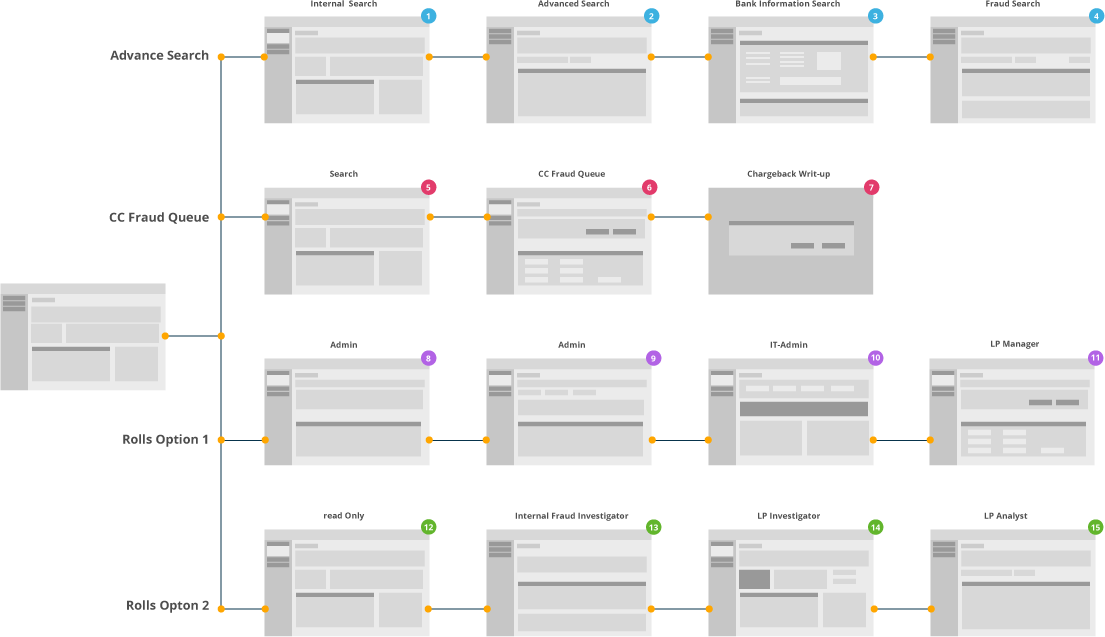 Internal Search Advanced Search Bank Information Search Fraud Search
1 2 3 4
Advance Search
Search CC Fraud Queue Chargeback Writ-up
5 6 7
CC Fraud Queue
Admin Admin IT-Admin LP Manager
8 9 10 11
Rolls Option 1
read Only Internal Fraud Investigator LP Investigator LP Analyst
12 13 14 15
Rolls Opton 2